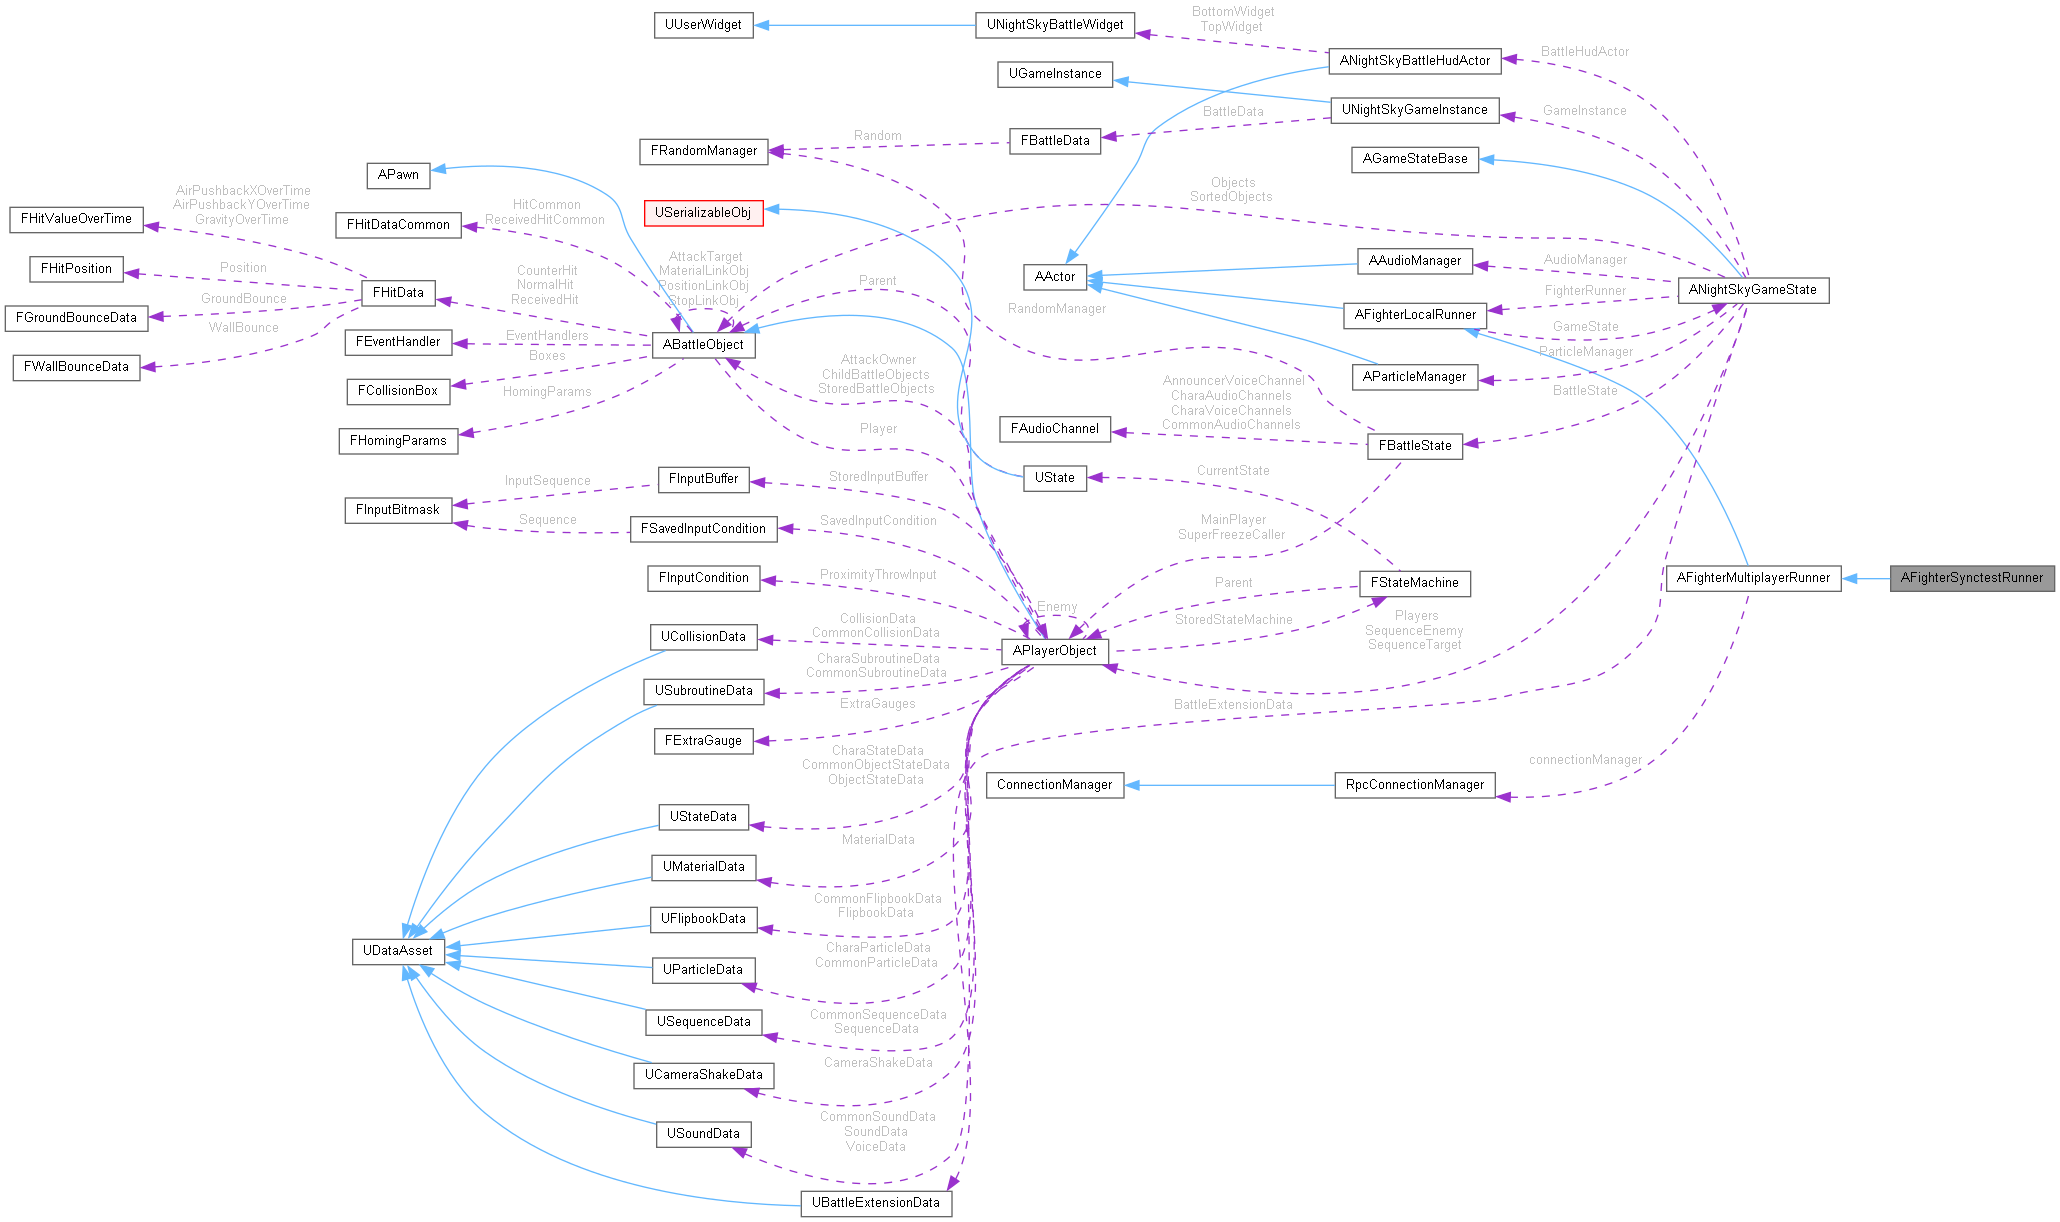 UUserWidget
UNightSkyBattleWidget
BottomWidget
TopWidget
ANightSkyBattleHudActor
BattleHudActor
UGameInstance
UNightSkyGameInstance
GameInstance
BattleData
FBattleData
Random
FRandomManager
AGameStateBase
APawn
AirPushbackXOverTime
AirPushbackYOverTime
GravityOverTime
FHitValueOverTime
HitCommon
ReceivedHitCommon
FHitDataCommon
USerializableObj
Objects
SortedObjects
FHitPosition
Position
GroundBounce
FGroundBounceData
WallBounce
FWallBounceData
FHitData
CounterHit
NormalHit
ReceivedHit
AttackTarget
MaterialLinkObj
PositionLinkObj
StopLinkObj
Parent
AActor
RandomManager
AAudioManager
AudioManager
FighterRunner
AFighterLocalRunner
GameState
ANightSkyGameState
ParticleManager
AParticleManager
BattleState
FEventHandler
EventHandlers
Boxes
FCollisionBox
HomingParams
FHomingParams
ABattleObject
AttackOwner
ChildBattleObjects
StoredBattleObjects
Player
AnnouncerVoiceChannel
CharaAudioChannels
CharaVoiceChannels
CommonAudioChannels
FAudioChannel
FBattleState
UState
CurrentState
FInputBuffer
StoredInputBuffer
InputSequence
FInputBitmask
Sequence
FSavedInputCondition
SavedInputCondition
MainPlayer
SuperFreezeCaller
FInputCondition
ProximityThrowInput
FStateMachine
Parent
StoredStateMachine
Enemy
APlayerObject
Players
SequenceEnemy
SequenceTarget
AFighterMultiplayerRunner
AFighterSynctestRunner
UCollisionData
CollisionData
CommonCollisionData
USubroutineData
CharaSubroutineData
CommonSubroutineData
ExtraGauges
FExtraGauge
BattleExtensionData
CharaStateData
CommonObjectStateData
ObjectStateData
ConnectionManager
RpcConnectionManager
connectionManager
UStateData
MaterialData
UMaterialData
CommonFlipbookData
FlipbookData
UFlipbookData
UDataAsset
CharaParticleData
CommonParticleData
UParticleData
CommonSequenceData
SequenceData
USequenceData
CameraShakeData
UCameraShakeData
CommonSoundData
SoundData
VoiceData
USoundData
UBattleExtensionData